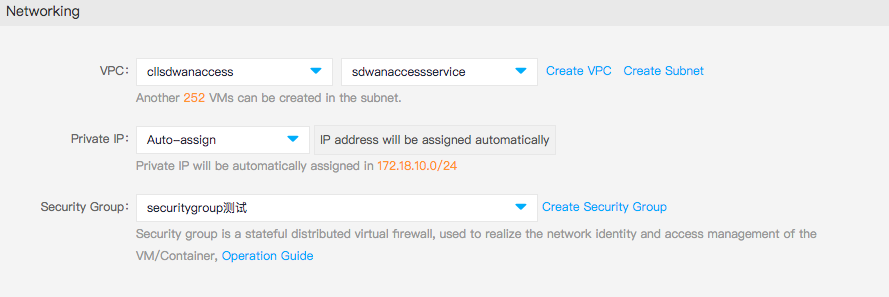 Networking
VPC: cllsdwanaccess sdwanaccessservice Create VPC Create Subnet
Another 252 VMs can be created in the subnet.
Private IP: Auto-assign IP address will be assigned automatically
Private IP will be automatically assigned in 172.18.10.0/24
Security Group: securitygroup测试 Create Security Group
Security group is a stateful distributed virtual firewall, used to realize the network identity and access management of the
VM/Container, Operation Guide